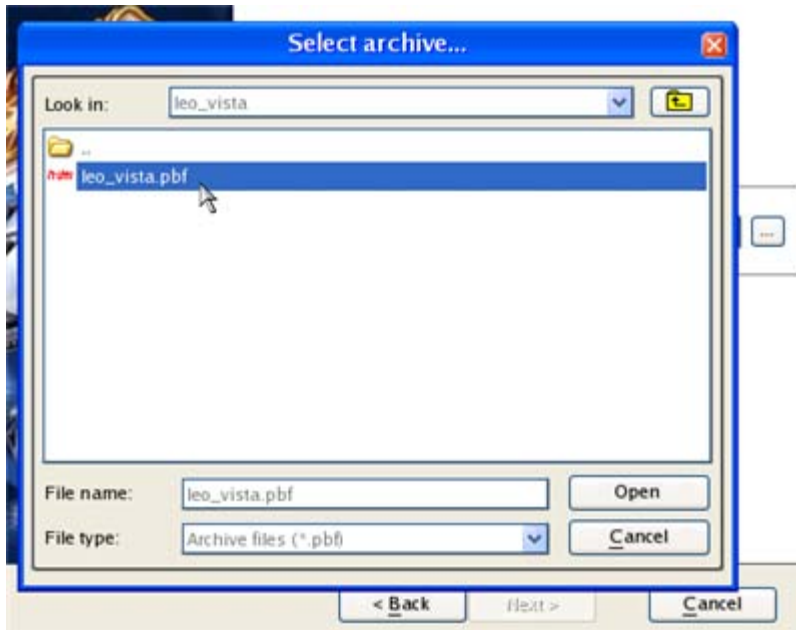 Select archive...
Look in: leo_vista
..
leo_vista.pbf
...
File name: leo_vista.pbf
Open
File type: Archive files (*.pbf)
Cancel
< Back
Next >
Cancel